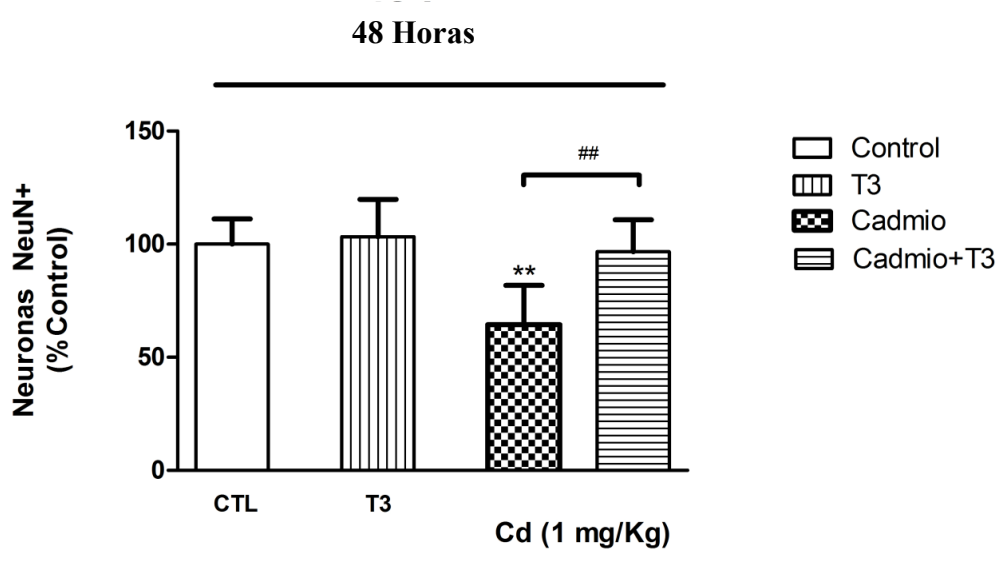 48 Horas
150
100
50
0
Neuronas NeuN+
(% Control)
##
**
Control
T3
Cadmio
Cadmio+T3
CTL
T3
Cd (1 mg/Kg)